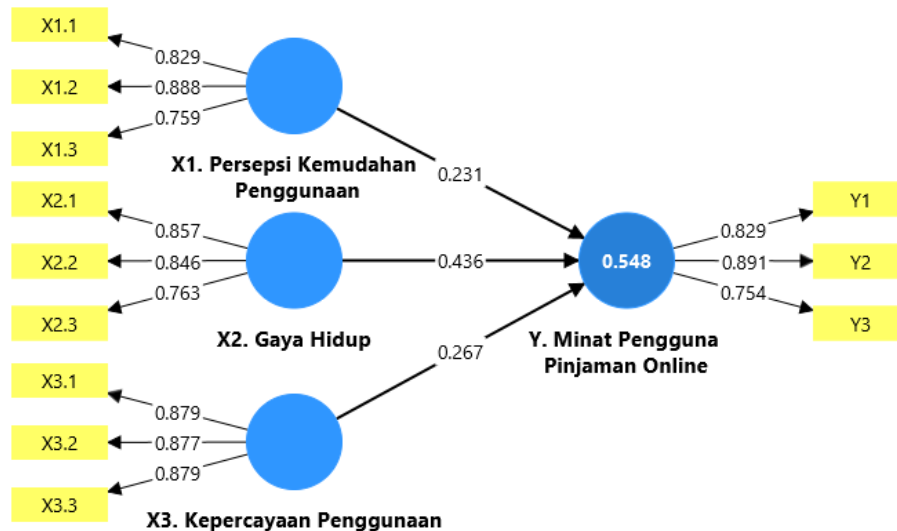 X1.1
0.829
X1.2
0.888
0.759
X1.3
X1. Persepsi Kemudahan
Penggunaan
0.231
X2.1
0.857
X2.2
0.846
0.763
X2.3
X2. Gaya Hidup
0.436
0.548
Y1
0.829
Y2
0.891
0.754
Y3
Y. Minat Pengguna
Pinjaman Online
0.267
X3.1
0.879
X3.2
0.877
0.879
X3.3
X3. Kepercayaan Penggunaan